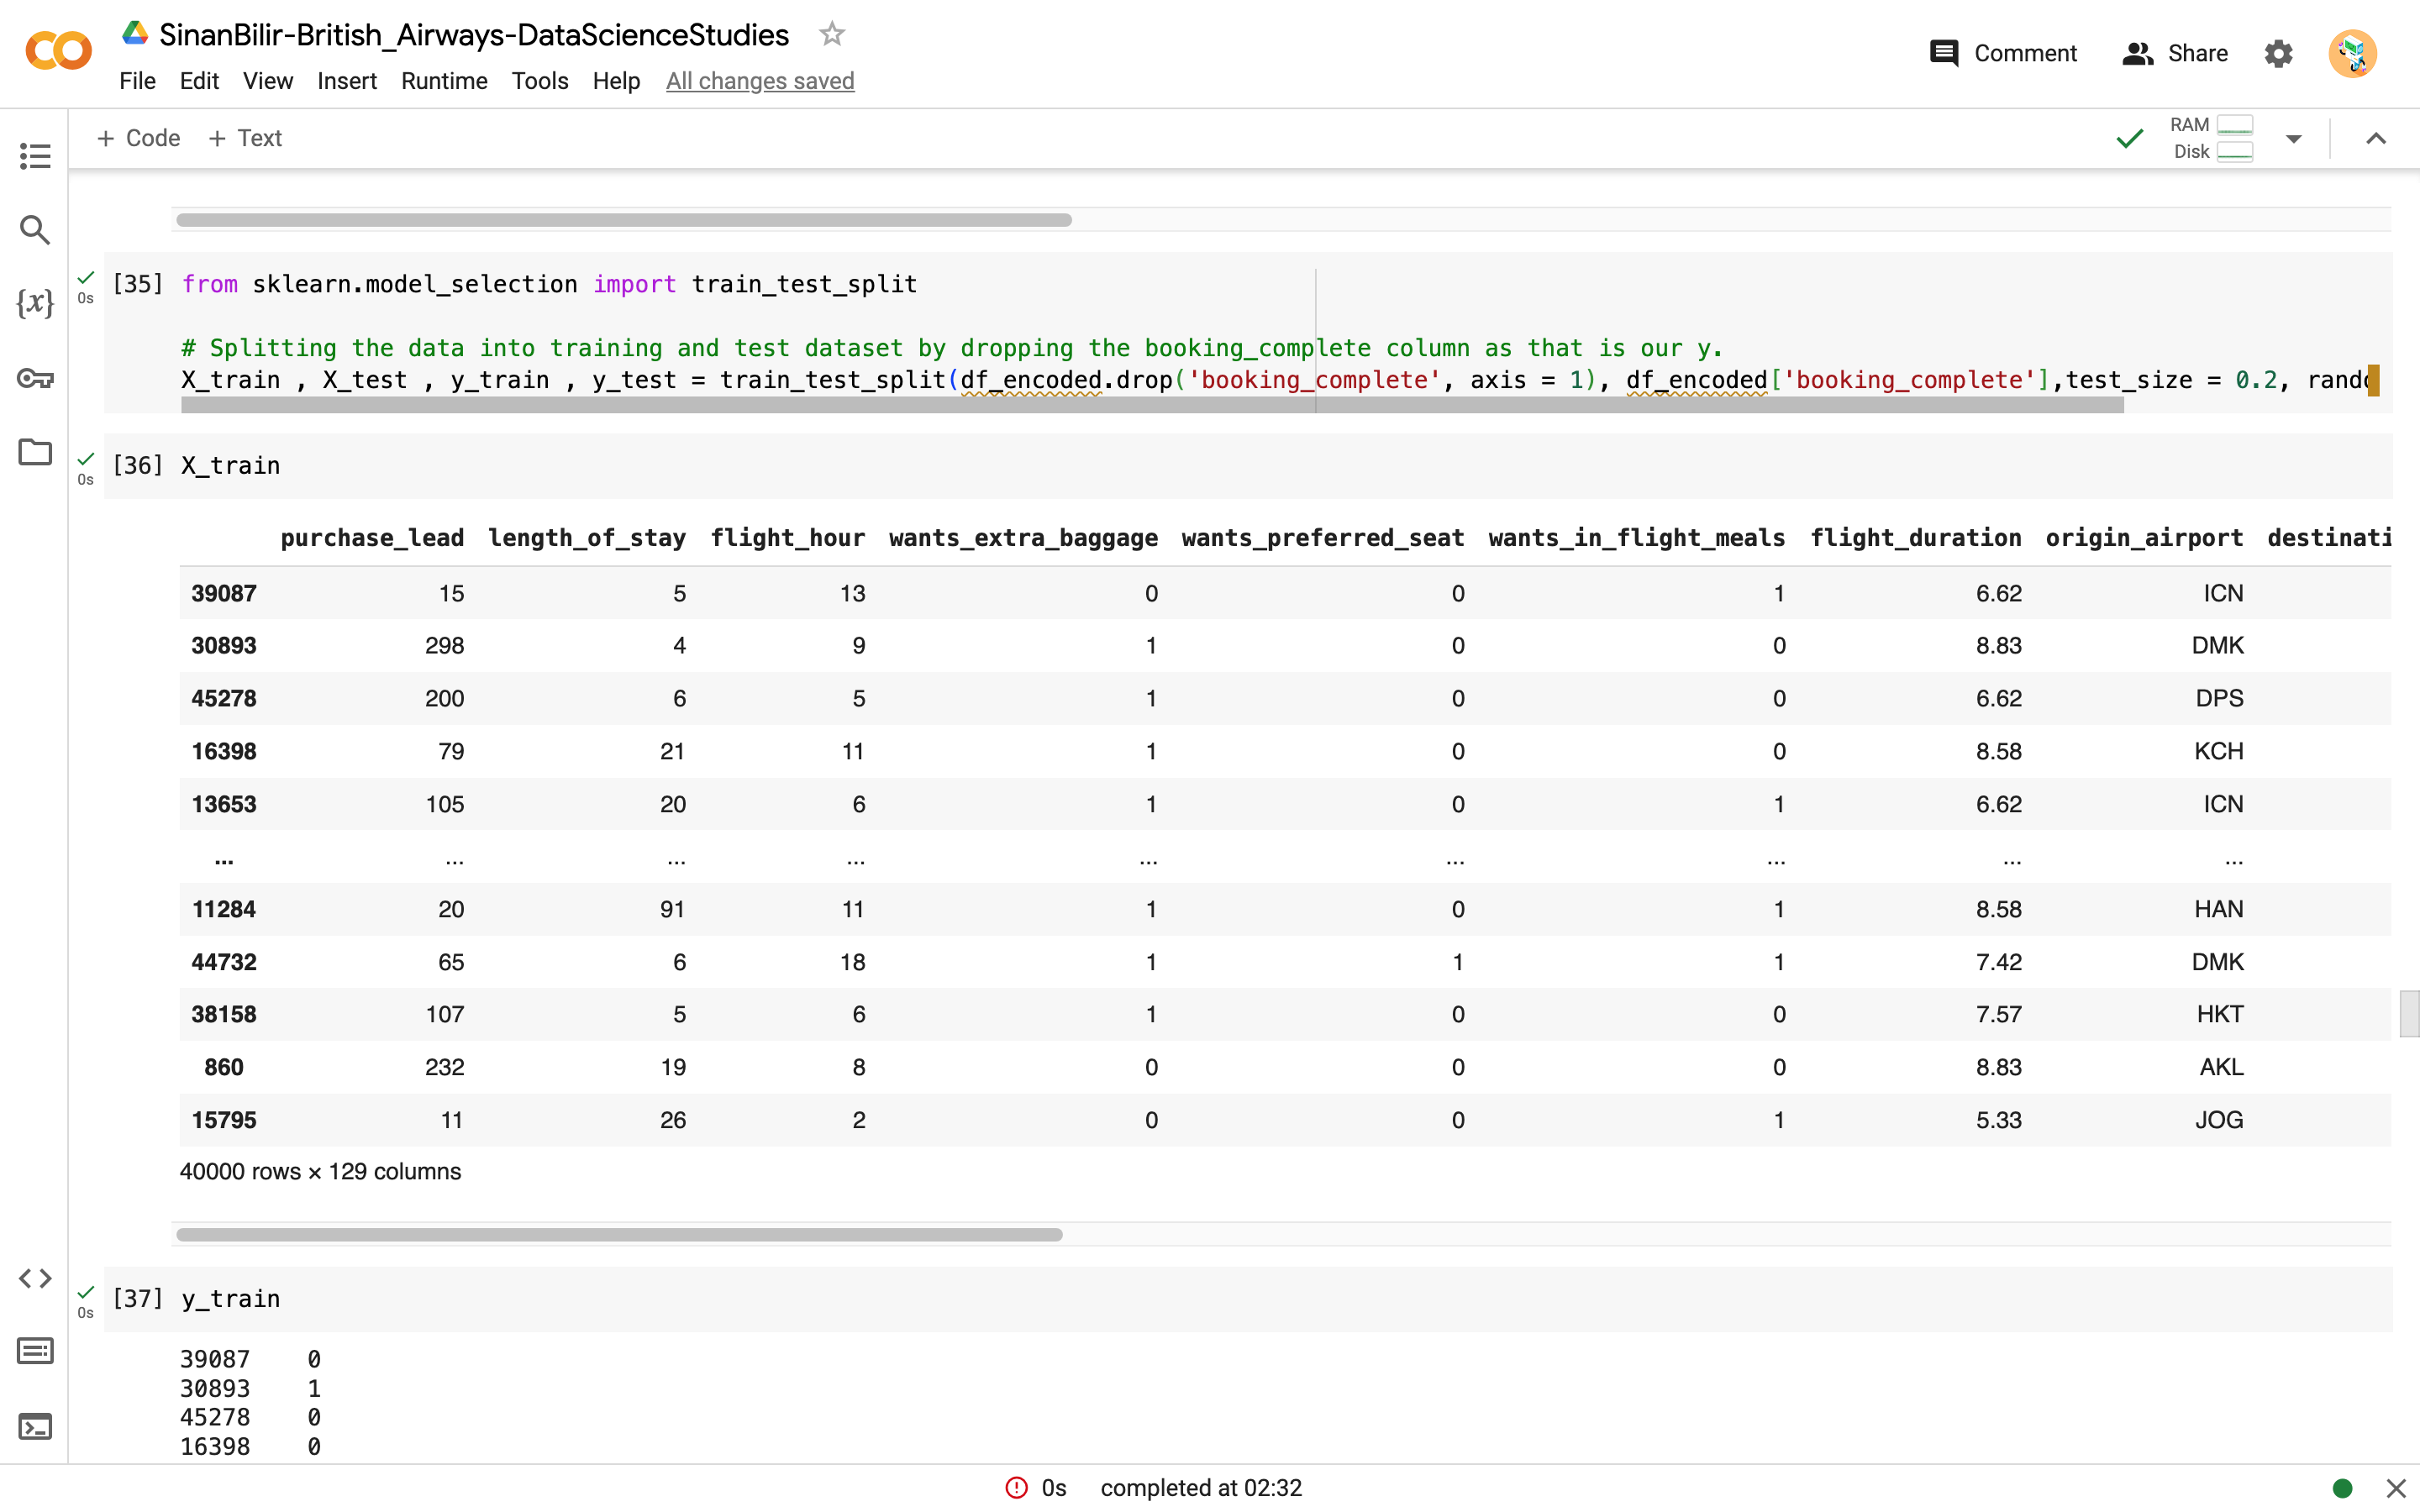 SinanBilir-British_Airways-DataScienceStudies
File Edit View Insert Runtime Tools Help All changes saved
Comment Share
+ Code + Text
RAM
Disk
0s
[35] from sklearn.model_selection import train_test_split
# Splitting the data into training and test dataset by dropping the booking_complete column as that is our y.
X_train , X_test , y_train , y_test = train_test_split(df_encoded.drop('booking_complete', axis = 1), df_encoded['booking_complete'],test_size = 0.2, rando
0s
[36] X_train
purchase_lead length_of_stay flight_hour wants_extra_baggage wants_preferred_seat wants_in_flight_meals flight_duration origin_airport destinati
39087 15 5 13 0 0 1 6.62 ICN
30893 298 4 9 1 0 0 8.83 DMK
45278 200 6 5 1 0 0 6.62 DPS
16398 79 21 11 1 0 0 8.58 KCH
13653 105 20 6 1 0 1 6.62 ICN
... ... ... ... ... ... ... ... ...
11284 20 91 11 1 0 1 8.58 HAN
44732 65 6 18 1 1 1 7.42 DMK
38158 107 5 6 1 0 0 7.57 HKT
860 232 19 8 0 0 0 8.83 AKL
15795 11 26 2 0 0 1 5.33 JOG
40000 rows × 129 columns
0s
[37] y_train
39087 0
30893 1
45278 0
16398 0
0s completed at 02:32